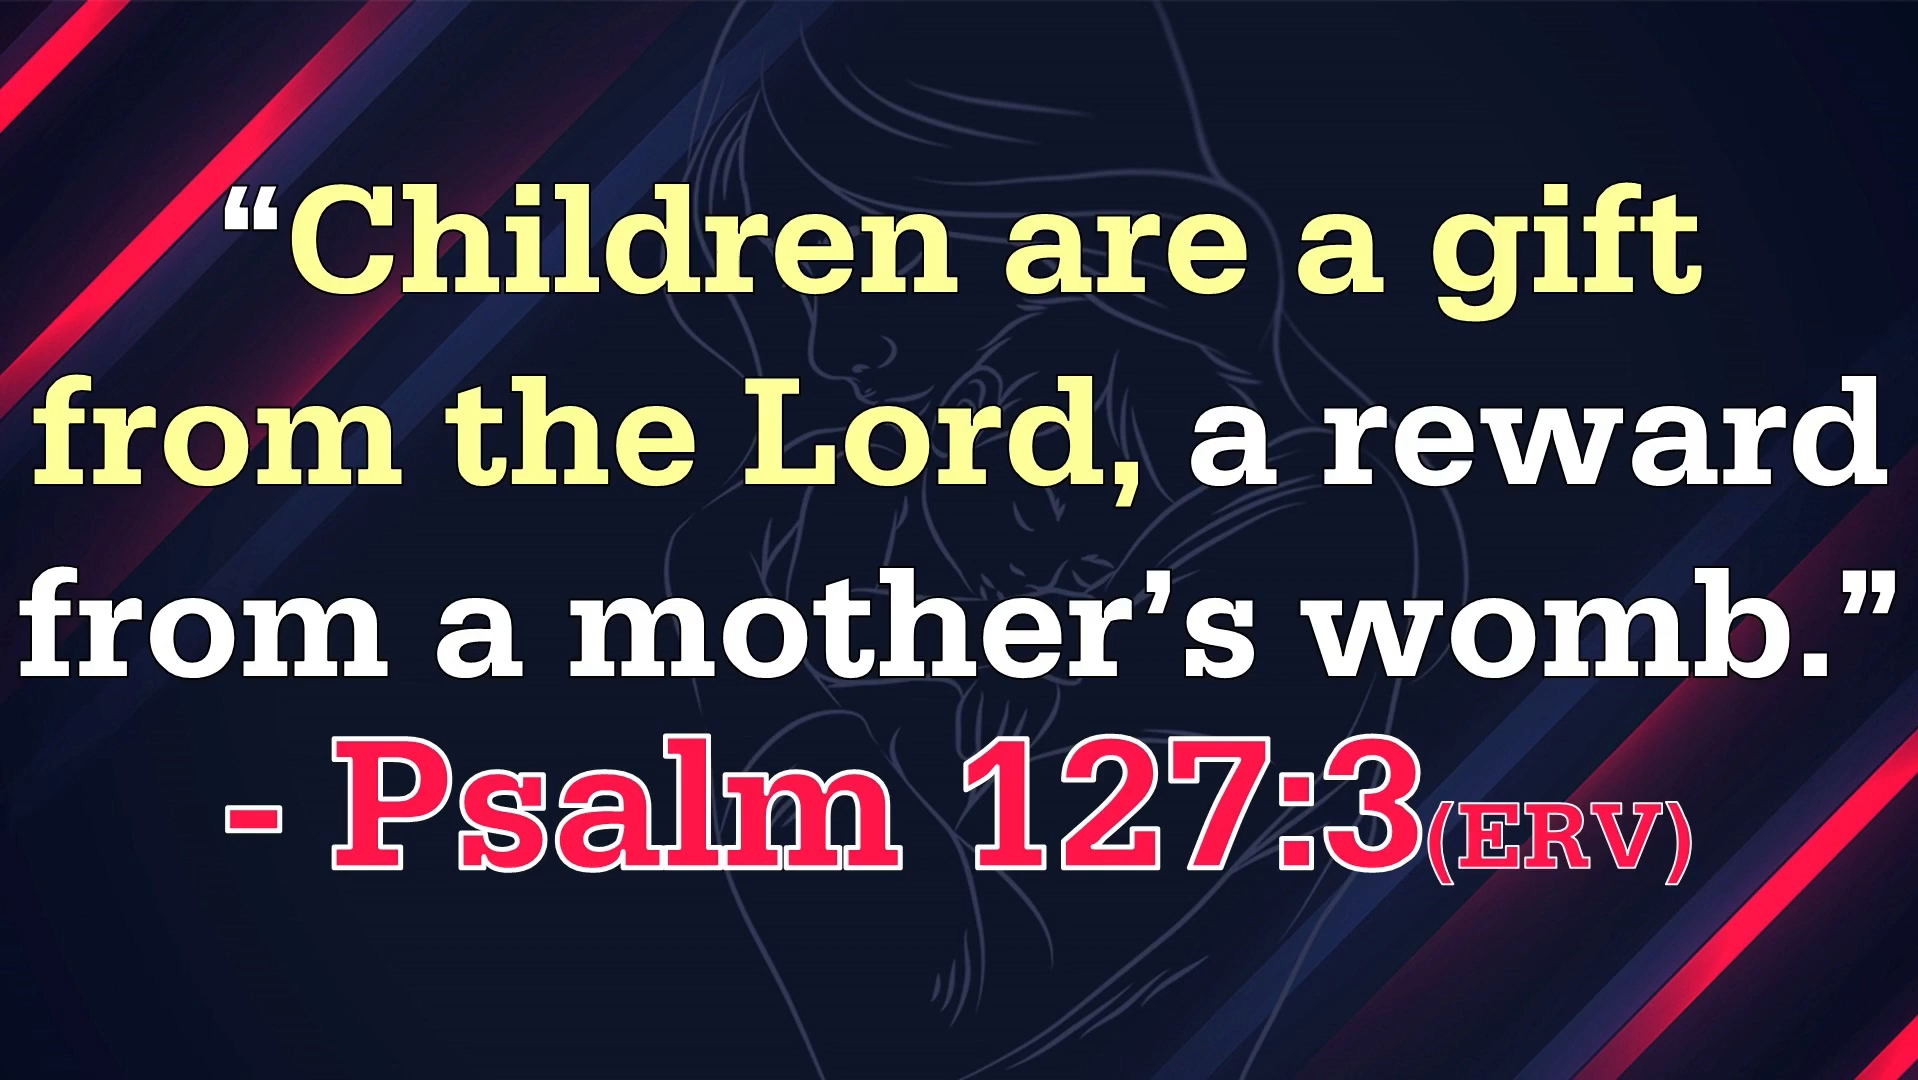 “Children are a gift
from the Lord, a reward
from a mother’s womb.”
- Psalm 127:3(ERV)